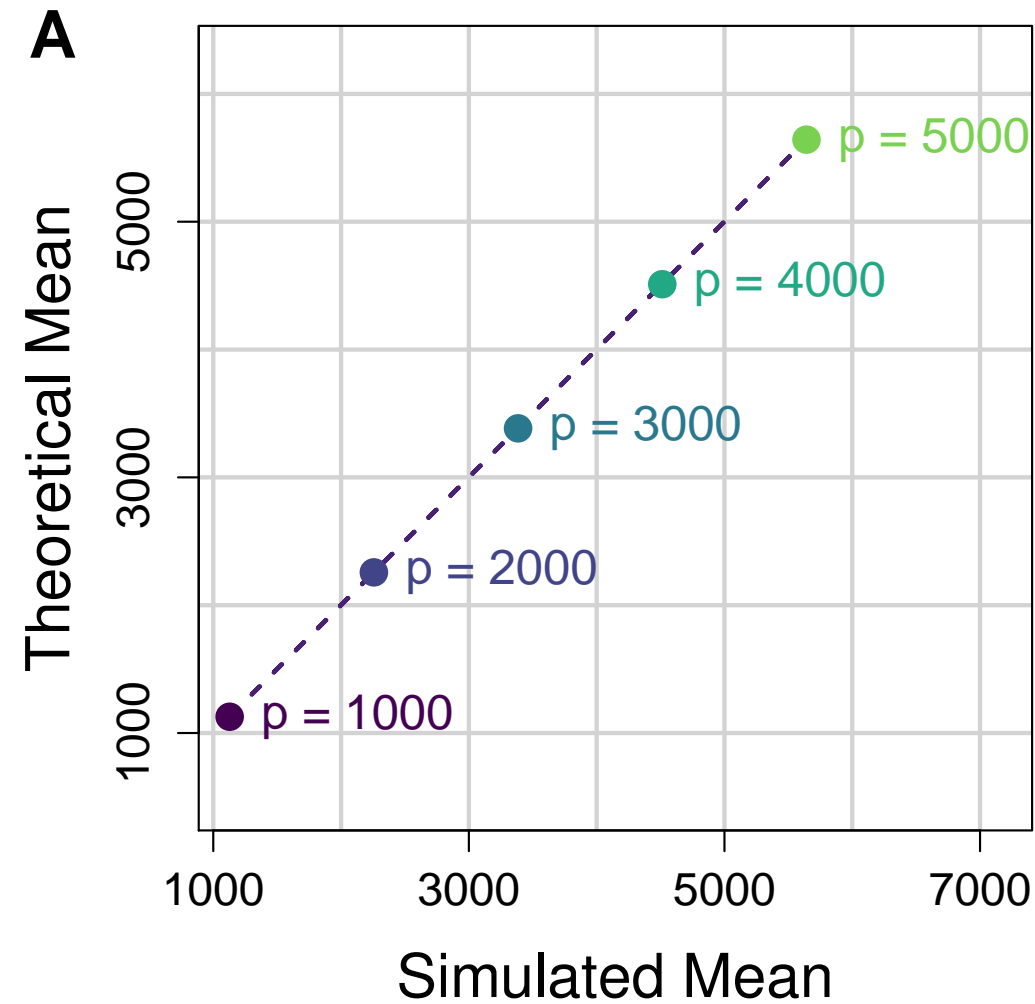 A
Theoretical Mean
5000
3000
1000
p = 5000
p = 4000
p = 3000
p = 2000
p = 1000
1000 3000 5000 7000
Simulated Mean